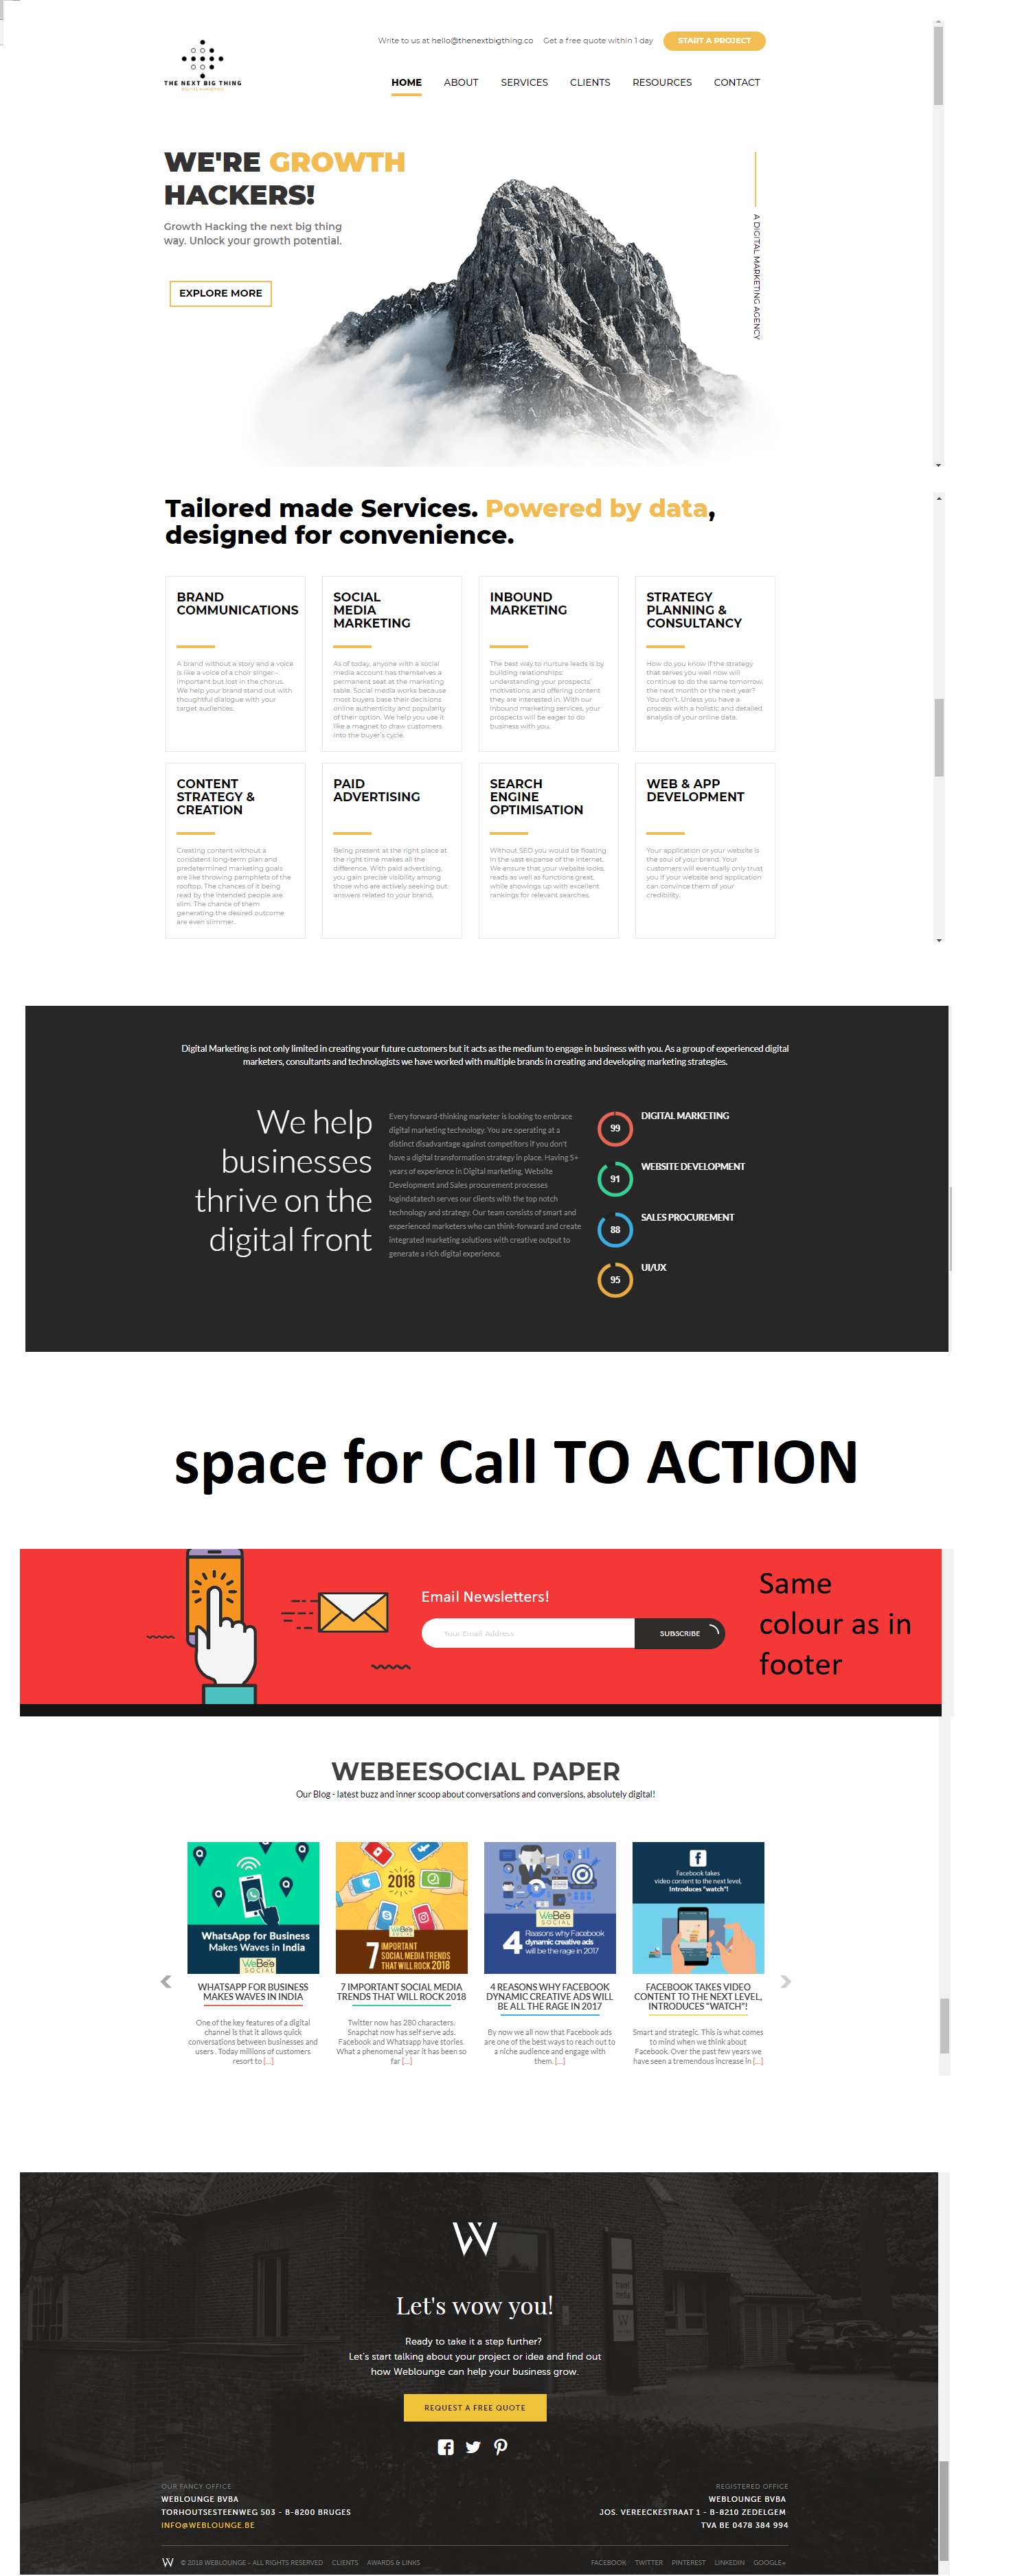 Write to us at hello@thenextbigthing.co Get a free quote within 1 day START A PROJECT
THE NEXT BIG THING
DIGITAL MARKETING
HOME ABOUT SERVICES CLIENTS RESOURCES CONTACT
WE'RE GROWTH
HACKERS!
Growth Hacking the next big thing
way. Unlock your growth potential.
EXPLORE MORE
A DIGITAL MARKETING AGENCY
Tailored made Services. Powered by data,
designed for convenience.
BRAND
COMMUNICATIONS
A brand without a story and a voice
is like a voice of a choir singer -
important but lost in the chorus.
We help your brand stand out with
thoughtful dialogue with your
target audiences.
SOCIAL
MEDIA
MARKETING
As of today, anyone with a social
media account has themselves a
permanent seat at the marketing
table. Social media works because
most buyers base their decisions
online authenticity and popularity
of their option. We help you use it
like a magnet to draw customers
into the buyer's cycle.
INBOUND
MARKETING
The best way to nurture leads is by
building relationships;
understanding your prospects'
motivations, and offering content
they are interested in. With our
inbound marketing services, your
prospects will be eager to do
business with you.
STRATEGY
PLANNING &
CONSULTANCY
How do you know if the strategy
that serves you well now will
continue to do the same tomorrow,
the next month or the next year?
You don't. Unless you have a
process with a holistic and detailed
analysis of your online data.
CONTENT
STRATEGY &
CREATION
Creating content without a
consistent long-term plan and
predetermined marketing goals
are like throwing pamphlets of the
rooftop. The chances of it being
read by the intended people are
slim. The chance of them
generating the desired outcome
are even slimmer.
PAID
ADVERTISING
Being present at the right place at
the right time makes all the
difference. With paid advertising,
you gain precise visibility among
those who are actively seeking out
answers related to your brand.
SEARCH
ENGINE
OPTIMISATION
Without SEO you would be floating
in the vast expanse of the internet.
We ensure that your website looks,
reads as well as functions great,
while showings up with excellent
rankings for relevant searches.
WEB & APP
DEVELOPMENT
Your application or your website is
the soul of your brand. Your
customers will eventually only trust
you if your website and application
can convince them of your
credibility.
Digital Marketing is not only limited in creating your future customers but it acts as the medium to engage in business with you. As a group of experienced digital
marketers, consultants and technologists we have worked with multiple brands in creating and developing marketing strategies.
We help
businesses
thrive on the
digital front
Every forward-thinking marketer is looking to embrace
digital marketing technology. You are operating at a
distinct disadvantage against competitors if you don't
have a digital transformation strategy in place. Having 5+
years of experience in Digital marketing, Website
Development and Sales procurement processes
logindatatech serves our clients with the top notch
technology and strategy. Our team consists of smart and
experienced marketers who can think-forward and create
integrated marketing solutions with creative output to
generate a rich digital experience.
99 DIGITAL MARKETING
91 WEBSITE DEVELOPMENT
88 SALES PROCUREMENT
95 UI/UX
space for Call TO ACTION
Email Newsletters!
Your Email Address SUBSCRIBE
Same
colour as in
footer
WEBEESOCIAL PAPER
Our Blog - latest buzz and inner scoop about conversations and conversions, absolutely digital!
WhatsApp for Business
Makes Waves in India
WeBee
SOCIAL
WHATSAPP FOR BUSINESS
MAKES WAVES IN INDIA
One of the key features of a digital
channel is that it allows quick
conversations between businesses and
users . Today millions of customers
resort to [...]
2018
WeBee
SOCIAL
7 IMPORTANT
SOCIAL MEDIA TRENDS
THAT WILL ROCK 2018
7 IMPORTANT SOCIAL MEDIA
TRENDS THAT WILL ROCK 2018
Twitter now has 280 characters.
Snapchat now has self serve ads.
Facebook and Whatsapp have stories.
What a phenomenal year it has been so
far [...]
WeBee
SOCIAL
4 Reasons why Facebook
dynamic creative ads
will be the rage in 2017
4 REASONS WHY FACEBOOK
DYNAMIC CREATIVE ADS WILL
BE ALL THE RAGE IN 2017
By now we all now that Facebook ads
are one of the best ways to reach out to
a niche audience and engage with
them. [...]
Facebook takes
video content to the next level,
Introduces "watch"!
FACEBOOK TAKES VIDEO
CONTENT TO THE NEXT LEVEL,
INTRODUCES "WATCH"!
Smart and strategic. This is what comes
to mind when we think about
Facebook. Over the past few years we
have seen a tremendous increase in [...]
W
Let's wow you!
Ready to take it a step further?
Let's start talking about your project or idea and find out
how Weblounge can help your business grow.
REQUEST A FREE QUOTE
OUR FANCY OFFICE
WEBLOUNGE BVBA
TORHOUTSESTEENWEG 503 - B-8200 BRUGES
INFO@WEBLOUNGE.BE
REGISTERED OFFICE
WEBLOUNGE BVBA
JOS. VEREECKESTRAAT 1 - B-8210 ZEDELGEM
TVA BE 0478 384 994
W © 2018 WEBLOUNGE - ALL RIGHTS RESERVED CLIENTS AWARDS & LINKS
FACEBOOK TWITTER PINTEREST LINKEDIN GOOGLE+